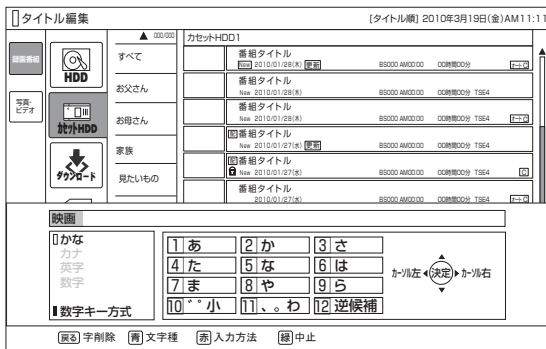 タイトル編集 [タイトル順] 2010年3月19日(金)AM11:11
▲ 000/000 カセットHDD1
録画番組
写真・ビデオ
HDD
カセットHDD
ダウンロード
すべて
お父さん
お母さん
家族
見たいもの
番組タイトル
New 2010/01/28(木) 更新 BS000 AM00:00 00時間00分
番組タイトル
New 2010/01/28(木) BS000 AM00:00 00時間00分 TSE4
番組タイトル
New 2010/01/28(木) BS000 AM00:00 00時間00分 TSE4
番組タイトル
New 2010/01/27(水) 更新 BS000 AM00:00 00時間00分 TSE4
番組タイトル
New 2010/01/27(水) BS000 AM00:00 00時間00分 TSE4
番組タイトル
2010/01/27(水) BS000 AM00:00 00時間00分 TSE4
映画
かな
カナ
英字
数字
数字キー方式
1 あ 2 か 3 さ
4 た 5 な 6 は
7 ま 8 や 9 ら
10 ゛゜小 11 、。わ 12 逆候補
カーソル左 決定 カーソル右
戻る 字削除 青 文字種 赤 入力方法 緑 中止